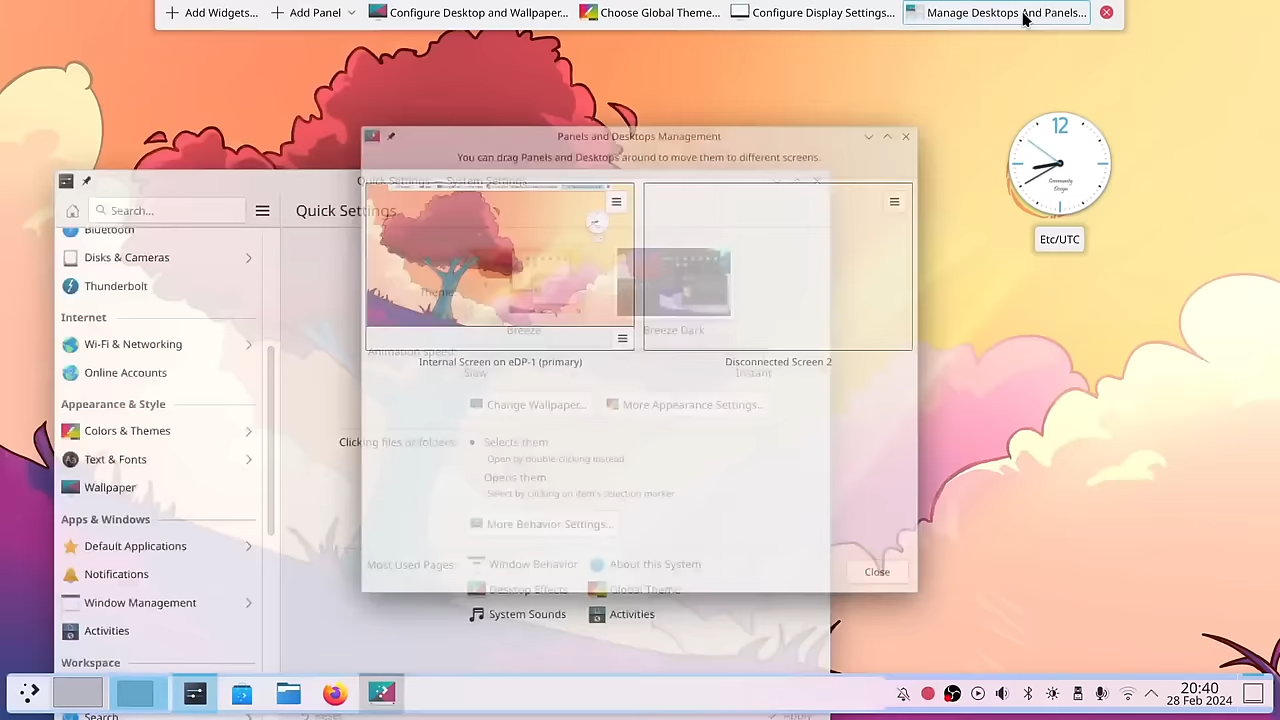 Add Widgets...
Add Panel
Configure Desktop and Wallpaper...
Choose Global Theme...
Configure Display Settings...
Manage Desktops And Panels...
12
Community
Design
Etc/UTC
Panels and Desktops Management
You can drag Panels and Desktops around to move them to different screens.
Quick Settings — System Settings
Search...
Quick Settings
Bluetooth
Disks & Cameras
Thunderbolt
Internet
Wi-Fi & Networking
Online Accounts
Appearance & Style
Colors & Themes
Text & Fonts
Wallpaper
Apps & Windows
Default Applications
Notifications
Window Management
Activities
Workspace
Search
Theme:
Breeze
Breeze Dark
Animation speed:
Internal Screen on eDP-1 (primary)
Disconnected Screen 2
Slow
Instant
Change Wallpaper...
More Appearance Settings...
Clicking files or folders:
Selects them
Open by double-clicking instead
Opens them
Select by clicking on item's selection marker
More Behavior Settings...
Most Used Pages:
Window Behavior
About this System
Desktop Effects
Global Theme
System Sounds
Activities
Close
Reset
Apply
20:40
28 Feb 2024